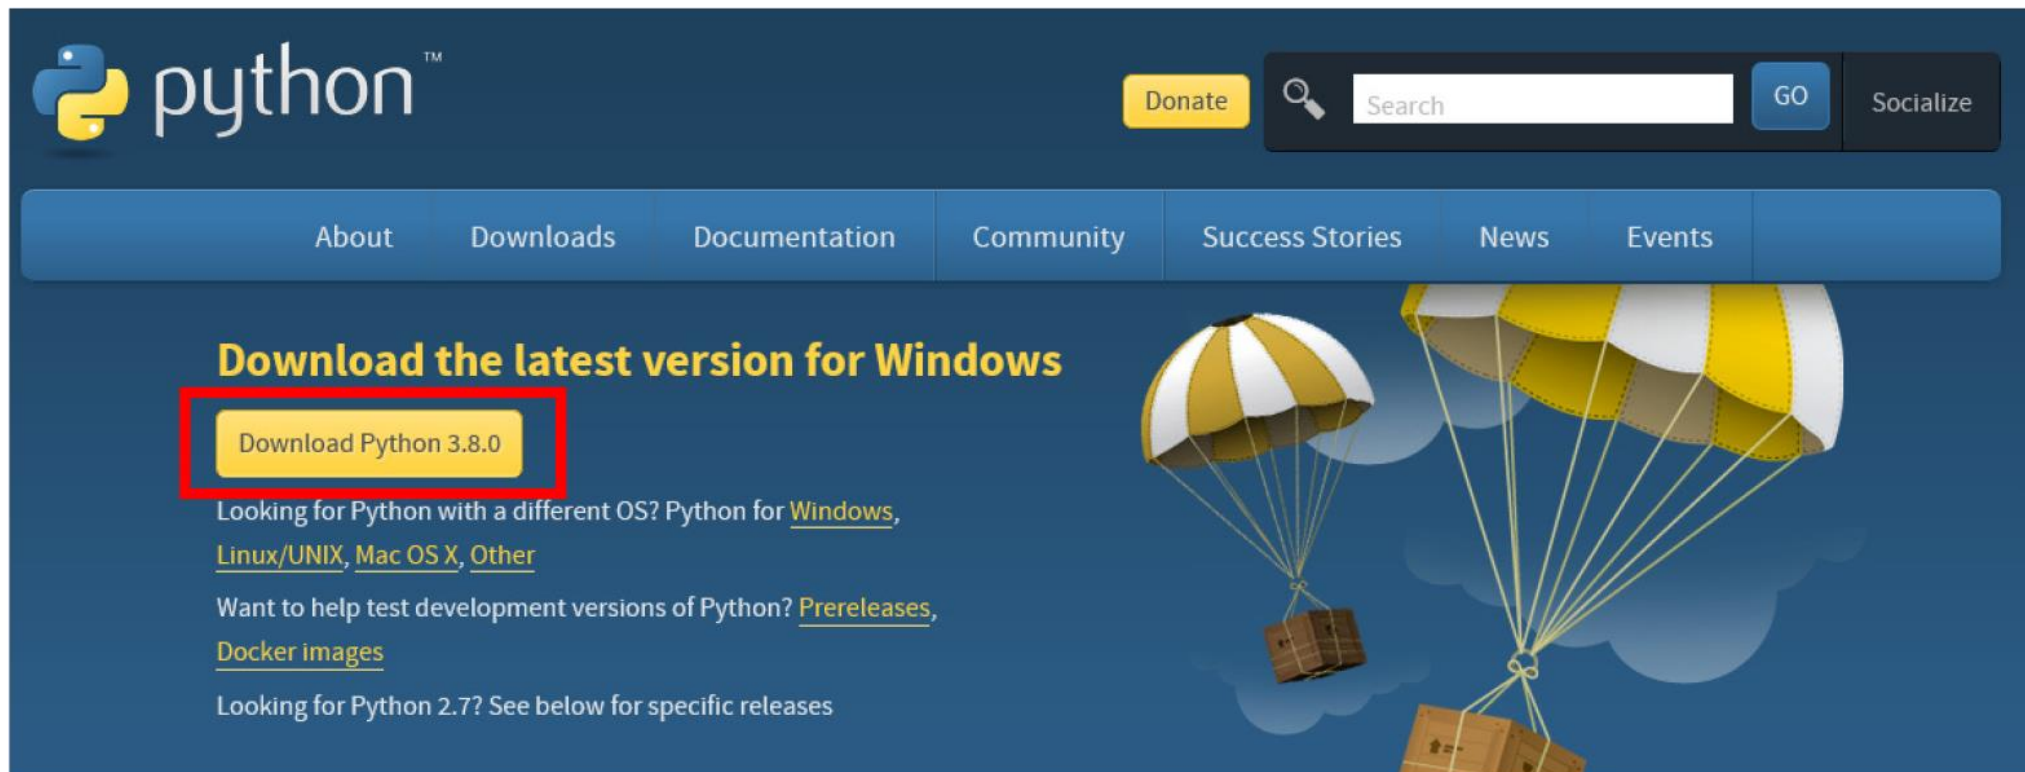 python™
Donate
Search
GO
Socialize
About
Downloads
Documentation
Community
Success Stories
News
Events
Download the latest version for Windows
Download Python 3.8.0
Looking for Python with a different OS? Python for Windows,
Linux/UNIX, Mac OS X, Other
Want to help test development versions of Python? Prereleases,
Docker images
Looking for Python 2.7? See below for specific releases